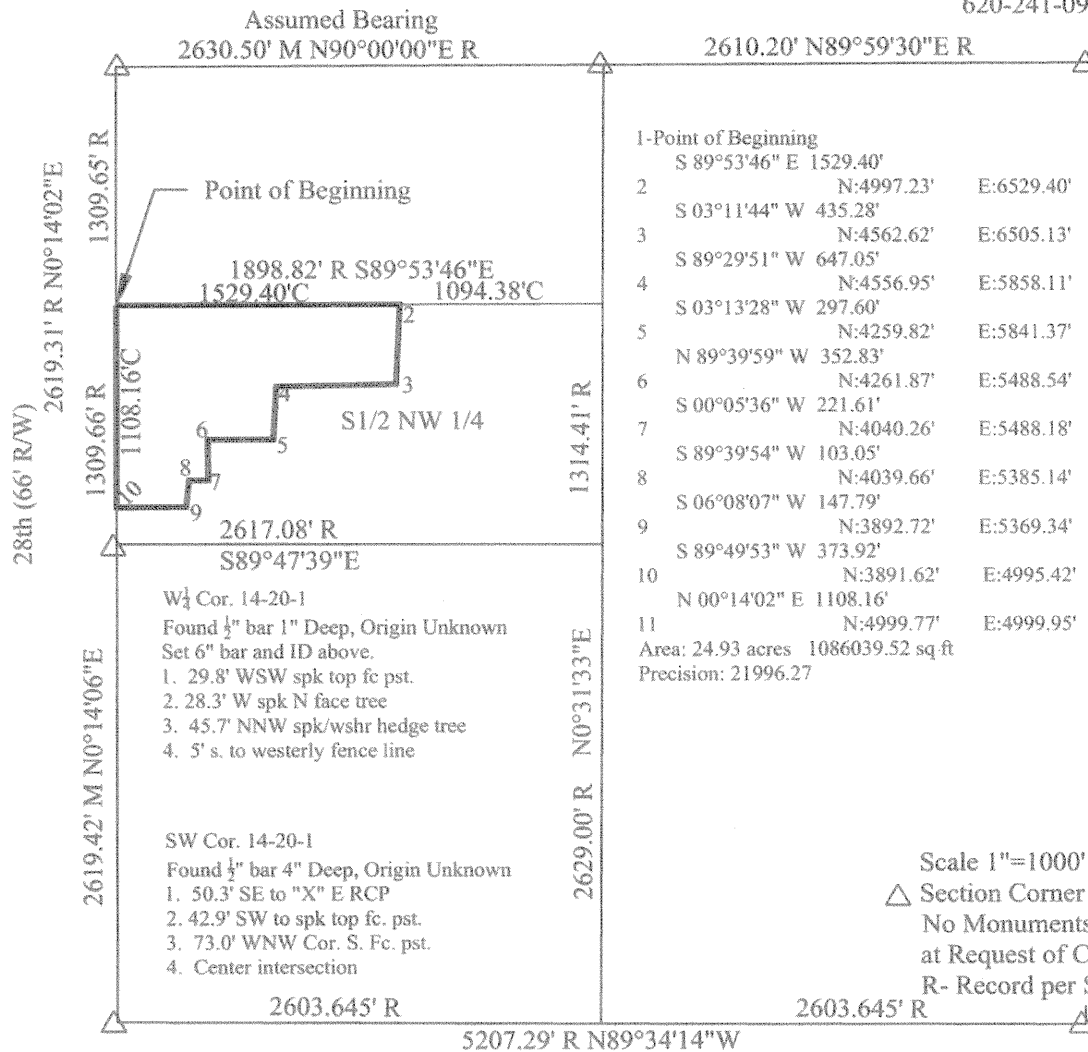 620-241-09
Assumed Bearing
2630.50' M N90°00'00"E R
2610.20' N89°59'30"E R
1309.65' R
2619.31' R N0°14'02"E
Point of Beginning
1898.82' R S89°53'46"E
1529.40'C
1094.38'C
2
3
4
5
6
7
8
9
10
1108.16'C
1309.66' R
28th (66' R/W)
S1/2 NW 1/4
1314.41' R
2617.08' R
S89°47'39"E
1-Point of Beginning
S 89°53'46" E 1529.40'
2 N:4997.23' E:6529.40'
S 03°11'44" W 435.28'
3 N:4562.62' E:6505.13'
S 89°29'51" W 647.05'
4 N:4556.95' E:5858.11'
S 03°13'28" W 297.60'
5 N:4259.82' E:5841.37'
N 89°39'59" W 352.83'
6 N:4261.87' E:5488.54'
S 00°05'36" W 221.61'
7 N:4040.26' E:5488.18'
S 89°39'54" W 103.05'
8 N:4039.66' E:5385.14'
S 06°08'07" W 147.79'
9 N:3892.72' E:5369.34'
S 89°49'53" W 373.92'
10 N:3891.62' E:4995.42'
N 00°14'02" E 1108.16'
11 N:4999.77' E:4999.95'
Area: 24.93 acres 1086039.52 sq ft
Precision: 21996.27
W¼ Cor. 14-20-1
Found ½" bar 1" Deep, Origin Unknown
Set 6" bar and ID above.
1. 29.8' WSW spk top fc pst.
2. 28.3' W spk N face tree
3. 45.7' NNW spk/wshr hedge tree
4. 5' s. to westerly fence line
2619.42' M N0°14'06"E
2629.00' R N0°31'33"E
SW Cor. 14-20-1
Found ½" bar 4" Deep, Origin Unknown
1. 50.3' SE to "X" E RCP
2. 42.9' SW to spk top fc. pst.
3. 73.0' WNW Cor. S. Fc. pst.
4. Center intersection
Scale 1"=1000'
Section Corner
No Monuments
at Request of C
R- Record per S
2603.645' R
2603.645' R
5207.29' R N89°34'14"W